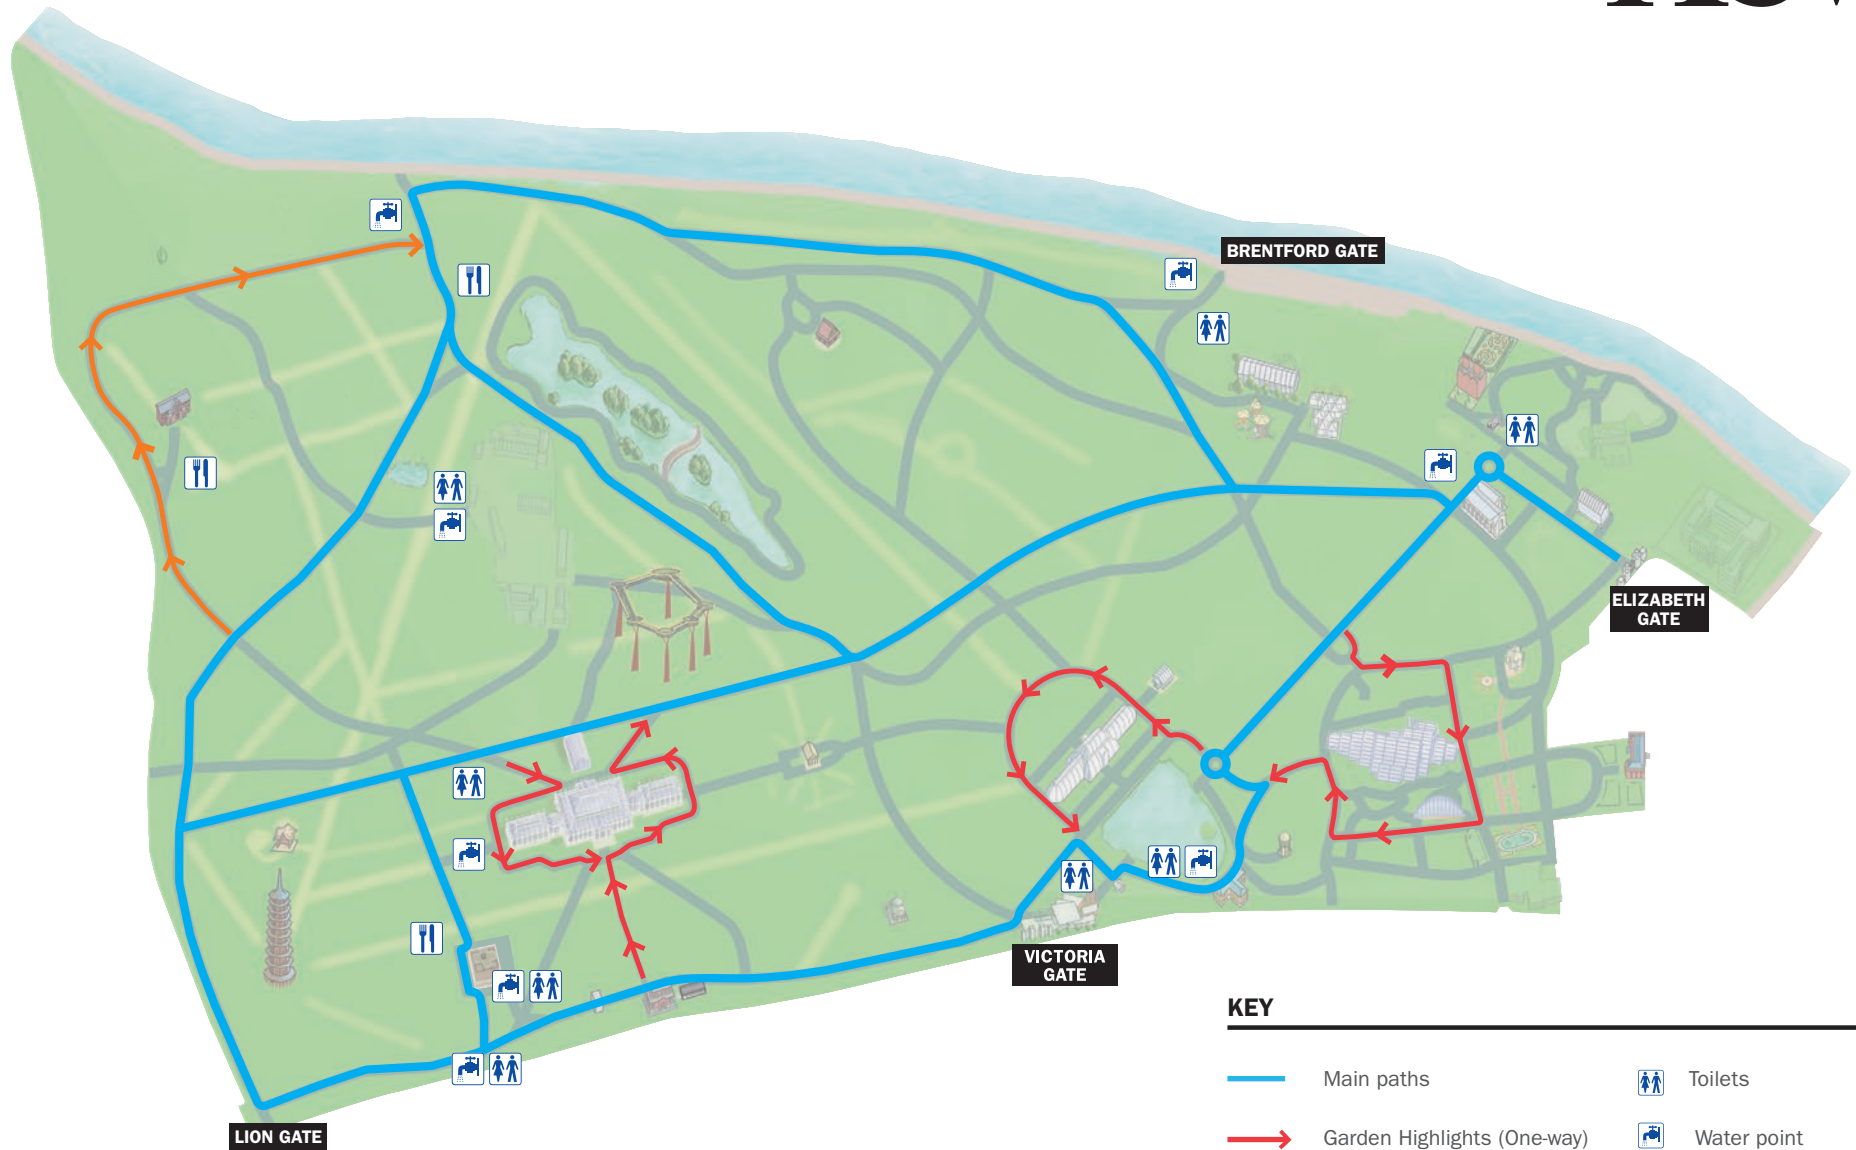 BRENTFORD GATE
ELIZABETH
GATE
VICTORIA
GATE
LION GATE
KEY
Main paths
Toilets
Garden Highlights (One-way)
Water point